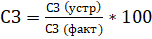 СЗ = СЗ (устр) / СЗ (факт) * 100